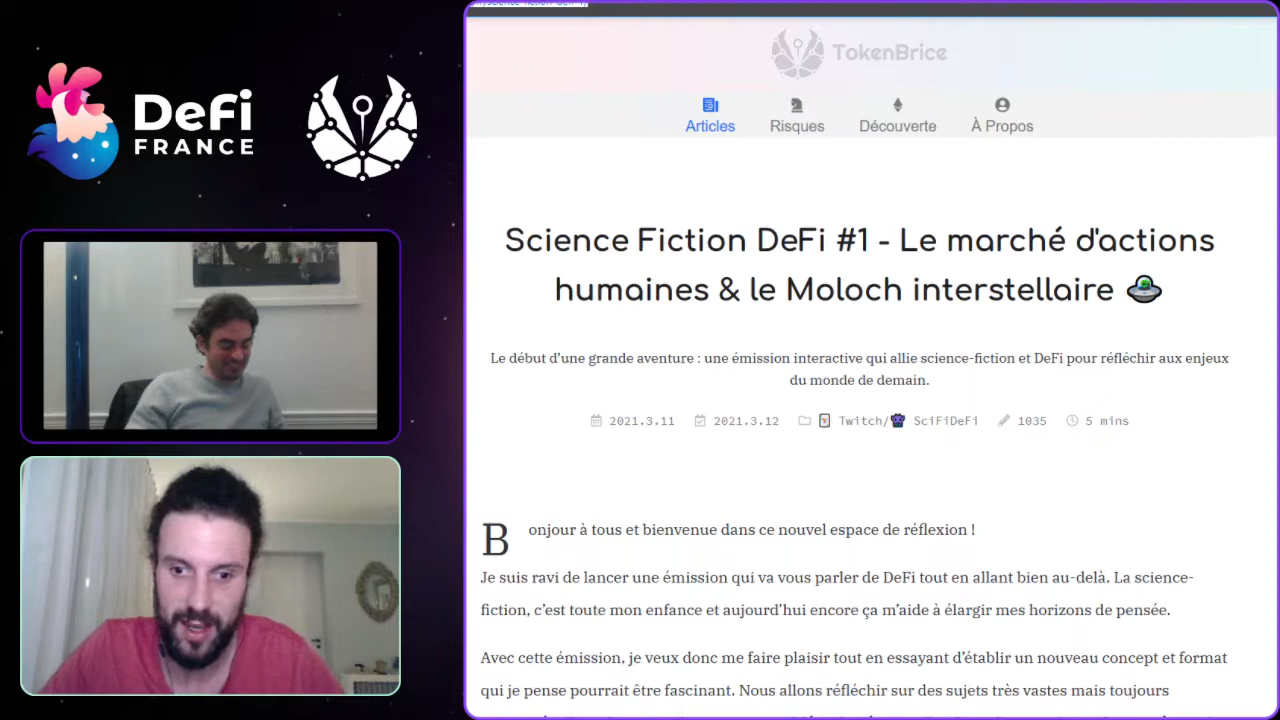 DeFi
FRANCE
TokenBrice
Articles
Risques
Découverte
À Propos
Science Fiction DeFi #1 - Le marché d'actions
humaines & le Moloch interstellaire
Le début d'une grande aventure : une émission interactive qui allie science-fiction et DeFi pour réfléchir aux enjeux
du monde de demain.
2021.3.11 2021.3.12 Twitch/ SciFiDeFi 1035 5 mins
Bonjour à tous et bienvenue dans ce nouvel espace de réflexion !
Je suis ravi de lancer une émission qui va vous parler de DeFi tout en allant bien au-delà. La science-
fiction, c'est toute mon enfance et aujourd'hui encore ça m'aide à élargir mes horizons de pensée.
Avec cette émission, je veux donc me faire plaisir tout en essayant d'établir un nouveau concept et format
qui je pense pourrait être fascinant. Nous allons réfléchir sur des sujets très vastes mais toujours